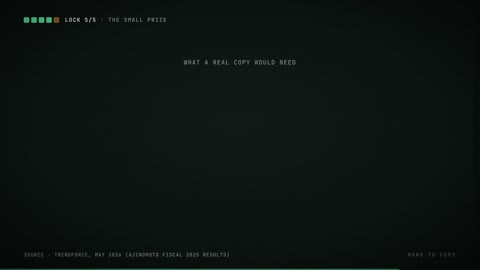 LOCK 5/5 · THE SMALL PRIZE
WHAT A REAL COPY WOULD NEED
SOURCE · TRENDFORCE, MAY 2026 (AJINOMOTO FISCAL 2025 RESULTS)
HARD TO COPY